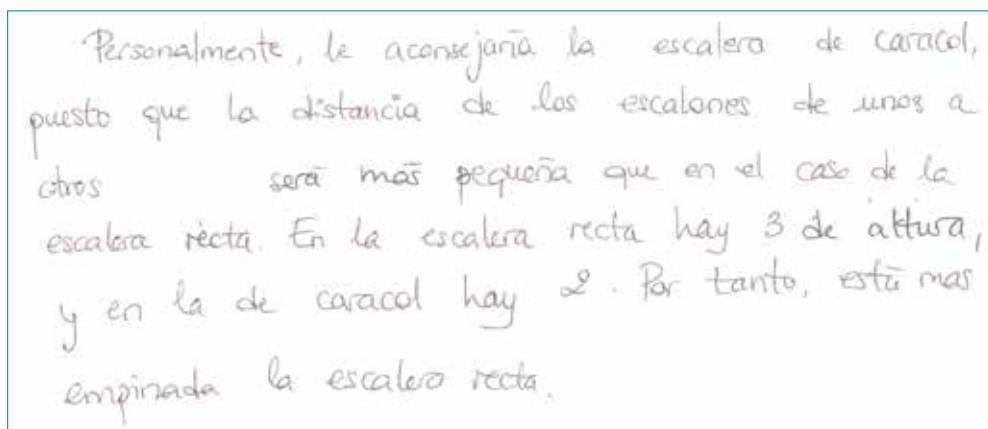 Personalmente, le aconsejaría la escalera de caracol,
puesto que la distancia de los escalones de unos a
otros será más pequeña que en el caso de la
escalera recta. En la escalera recta hay 3 de altura,
y en la de caracol hay 2. Por tanto, está mas
empinada la escalera recta.